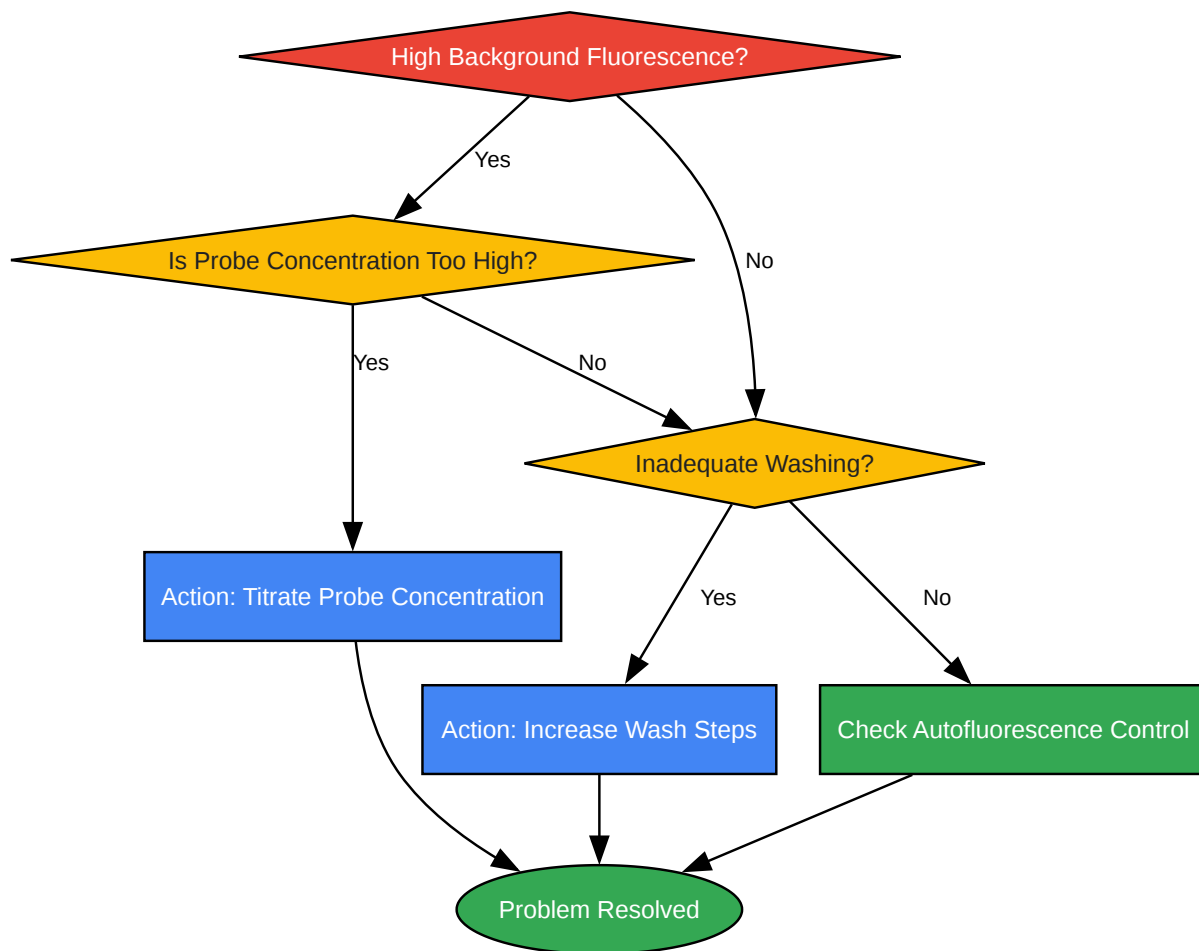 High Background Fluorescence?
Yes
Is Probe Concentration Too High?
No
Yes
No
Inadequate Washing?
Action: Titrate Probe Concentration
Yes
No
Action: Increase Wash Steps
Check Autofluorescence Control
Problem Resolved